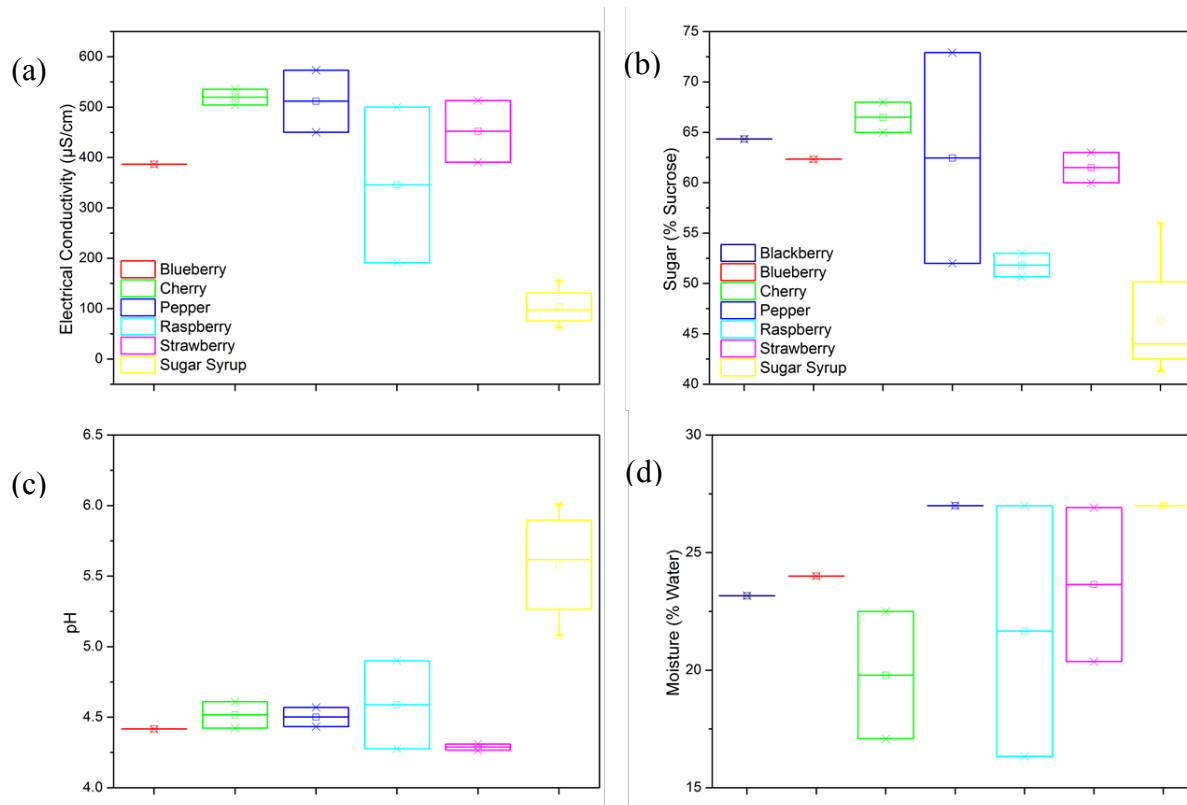 (a)
Electrical Conductivity (µS/cm)
600
500
400
300
200
100
0
Blueberry
Cherry
Pepper
Raspberry
Strawberry
Sugar Syrup
(b)
Sugar (% Sucrose)
75
70
65
60
55
50
45
40
Blackberry
Blueberry
Cherry
Pepper
Raspberry
Strawberry
Sugar Syrup
(c)
pH
6.5
6.0
5.5
5.0
4.5
4.0
(d)
Moisture (% Water)
30
25
20
15